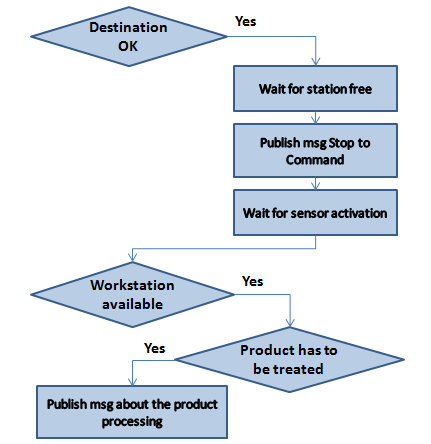 Destination
OK
Yes
Wait for station free
Publish msg Stop to
Command
Wait for sensor activation
Workstation
available
Yes
Product has to
be treated
Yes
Publish msg about the product
processing